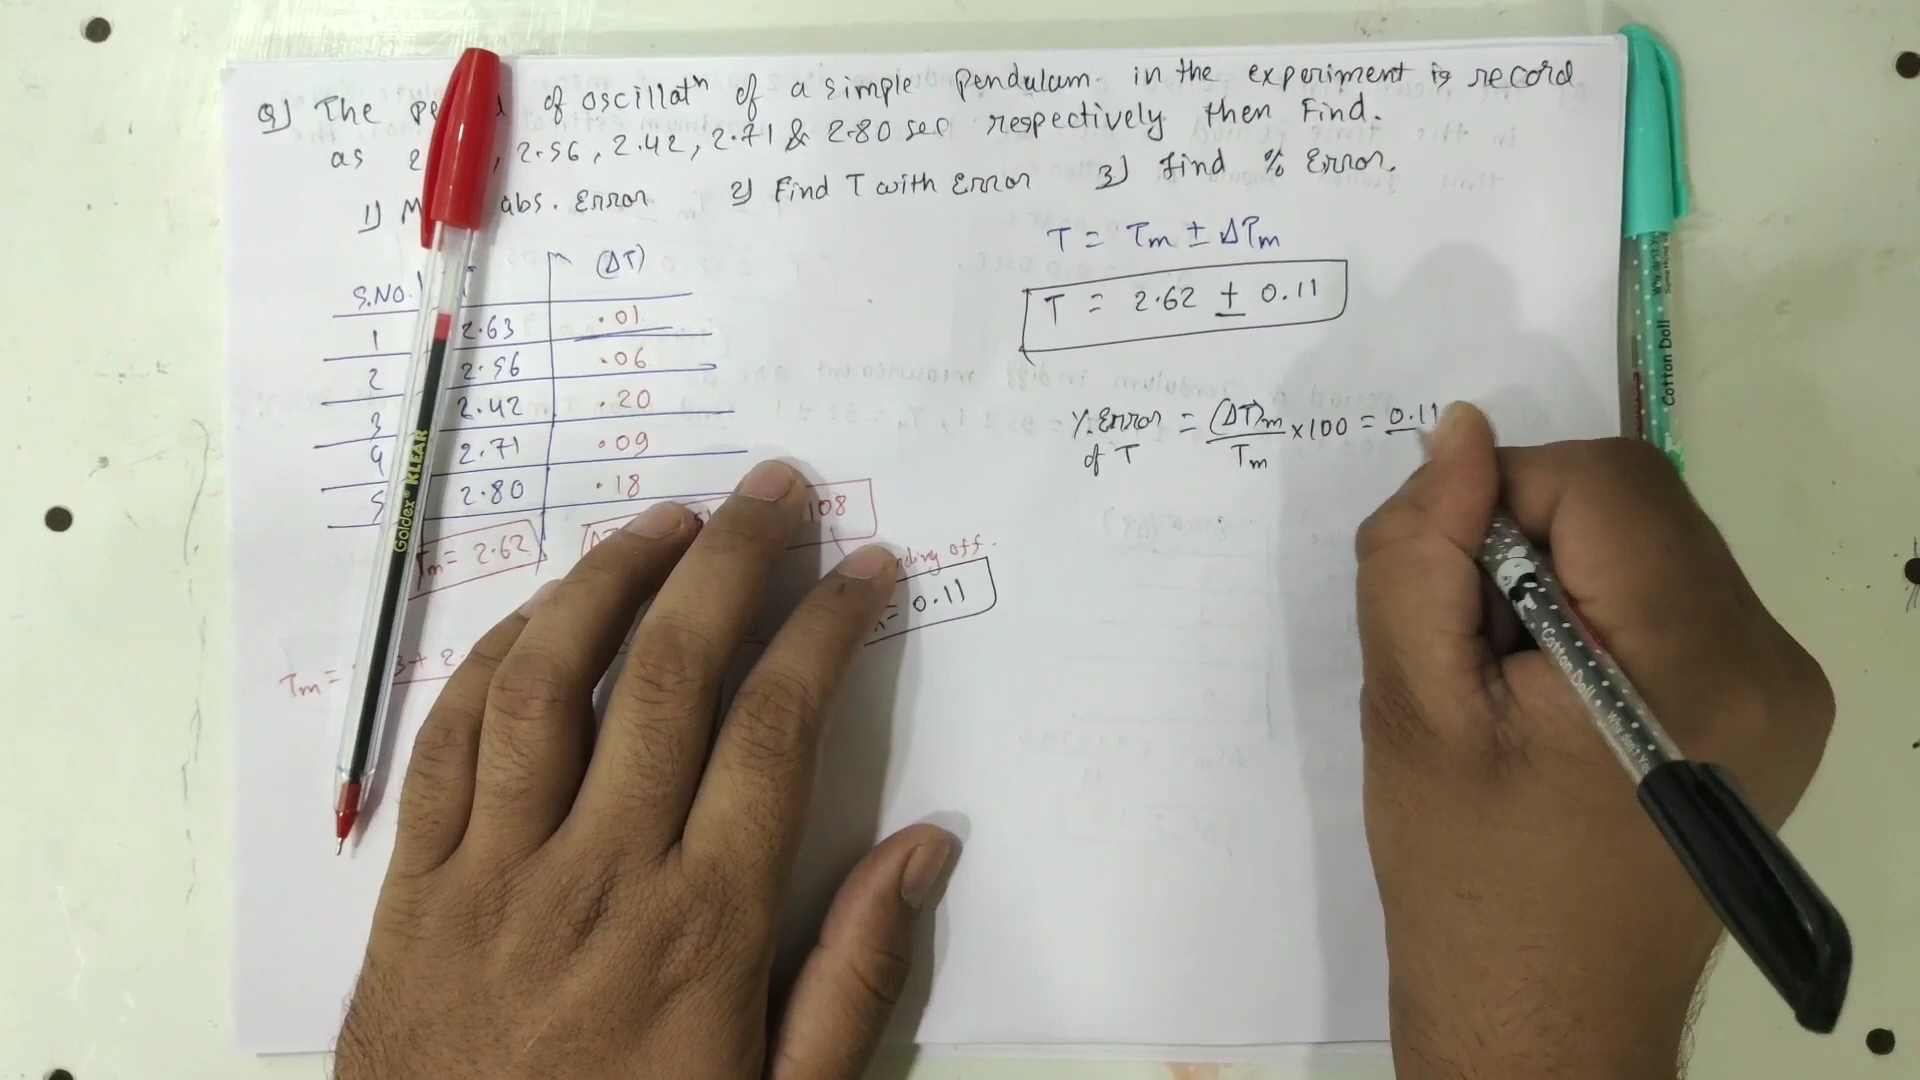 Q) The of oscillatn of a simple Pendulam in the experiment is record
as 2.56, 2.42, 2.71 & 2.80 sec respectively then Find.
1) abs. Error 2) Find T with Error 3) find % Error.
T = Tm ± ΔTm
T = 2.62 ± 0.11
S.No. (ΔT)
1 2.63 .01
2 2.56 .06
3 2.42 .20
4 2.71 .09
5 2.80 .18
Tm = 2.62 108
off.
= 0.11
Tm =
%Error of T = (ΔT)m / Tm ×100 = 0.11
Goldex KLEAR
Cotton Doll
Cotton Doll